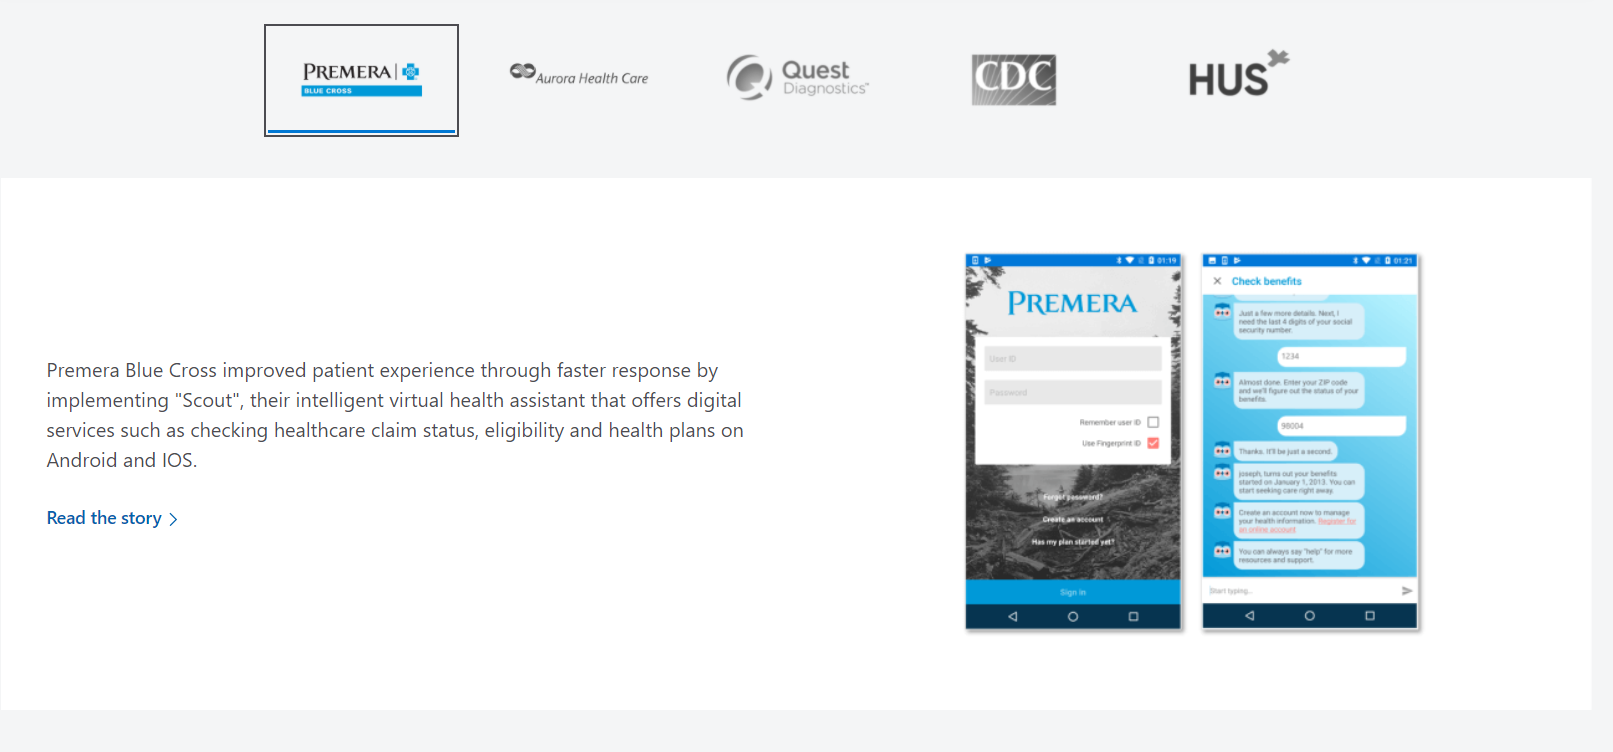 PREMERA
BLUE CROSS
Aurora Health Care
Quest
Diagnostics™
CDC
HUS
Premera Blue Cross improved patient experience through faster response by
implementing "Scout", their intelligent virtual health assistant that offers digital
services such as checking healthcare claim status, eligibility and health plans on
Android and IOS.
Read the story
01:19
PREMERA
User ID
Password
Remember user ID
Use Fingerprint ID
Forgot password?
Create an account
Has my plan started yet?
Sign in
01:21
Check benefits
Just a few more details. Next, I
need the last 4 digits of your social
security number.
1234
Almost done. Enter your ZIP code
and we'll figure out the status of your
benefits.
98004
Thanks. It'll be just a second.
joseph, turns out your benefits
started on January 1, 2013. You can
start seeking care right away.
Create an account now to manage
your health information. Register for
an online account
You can always say "help" for more
resources and support.
Start typing...